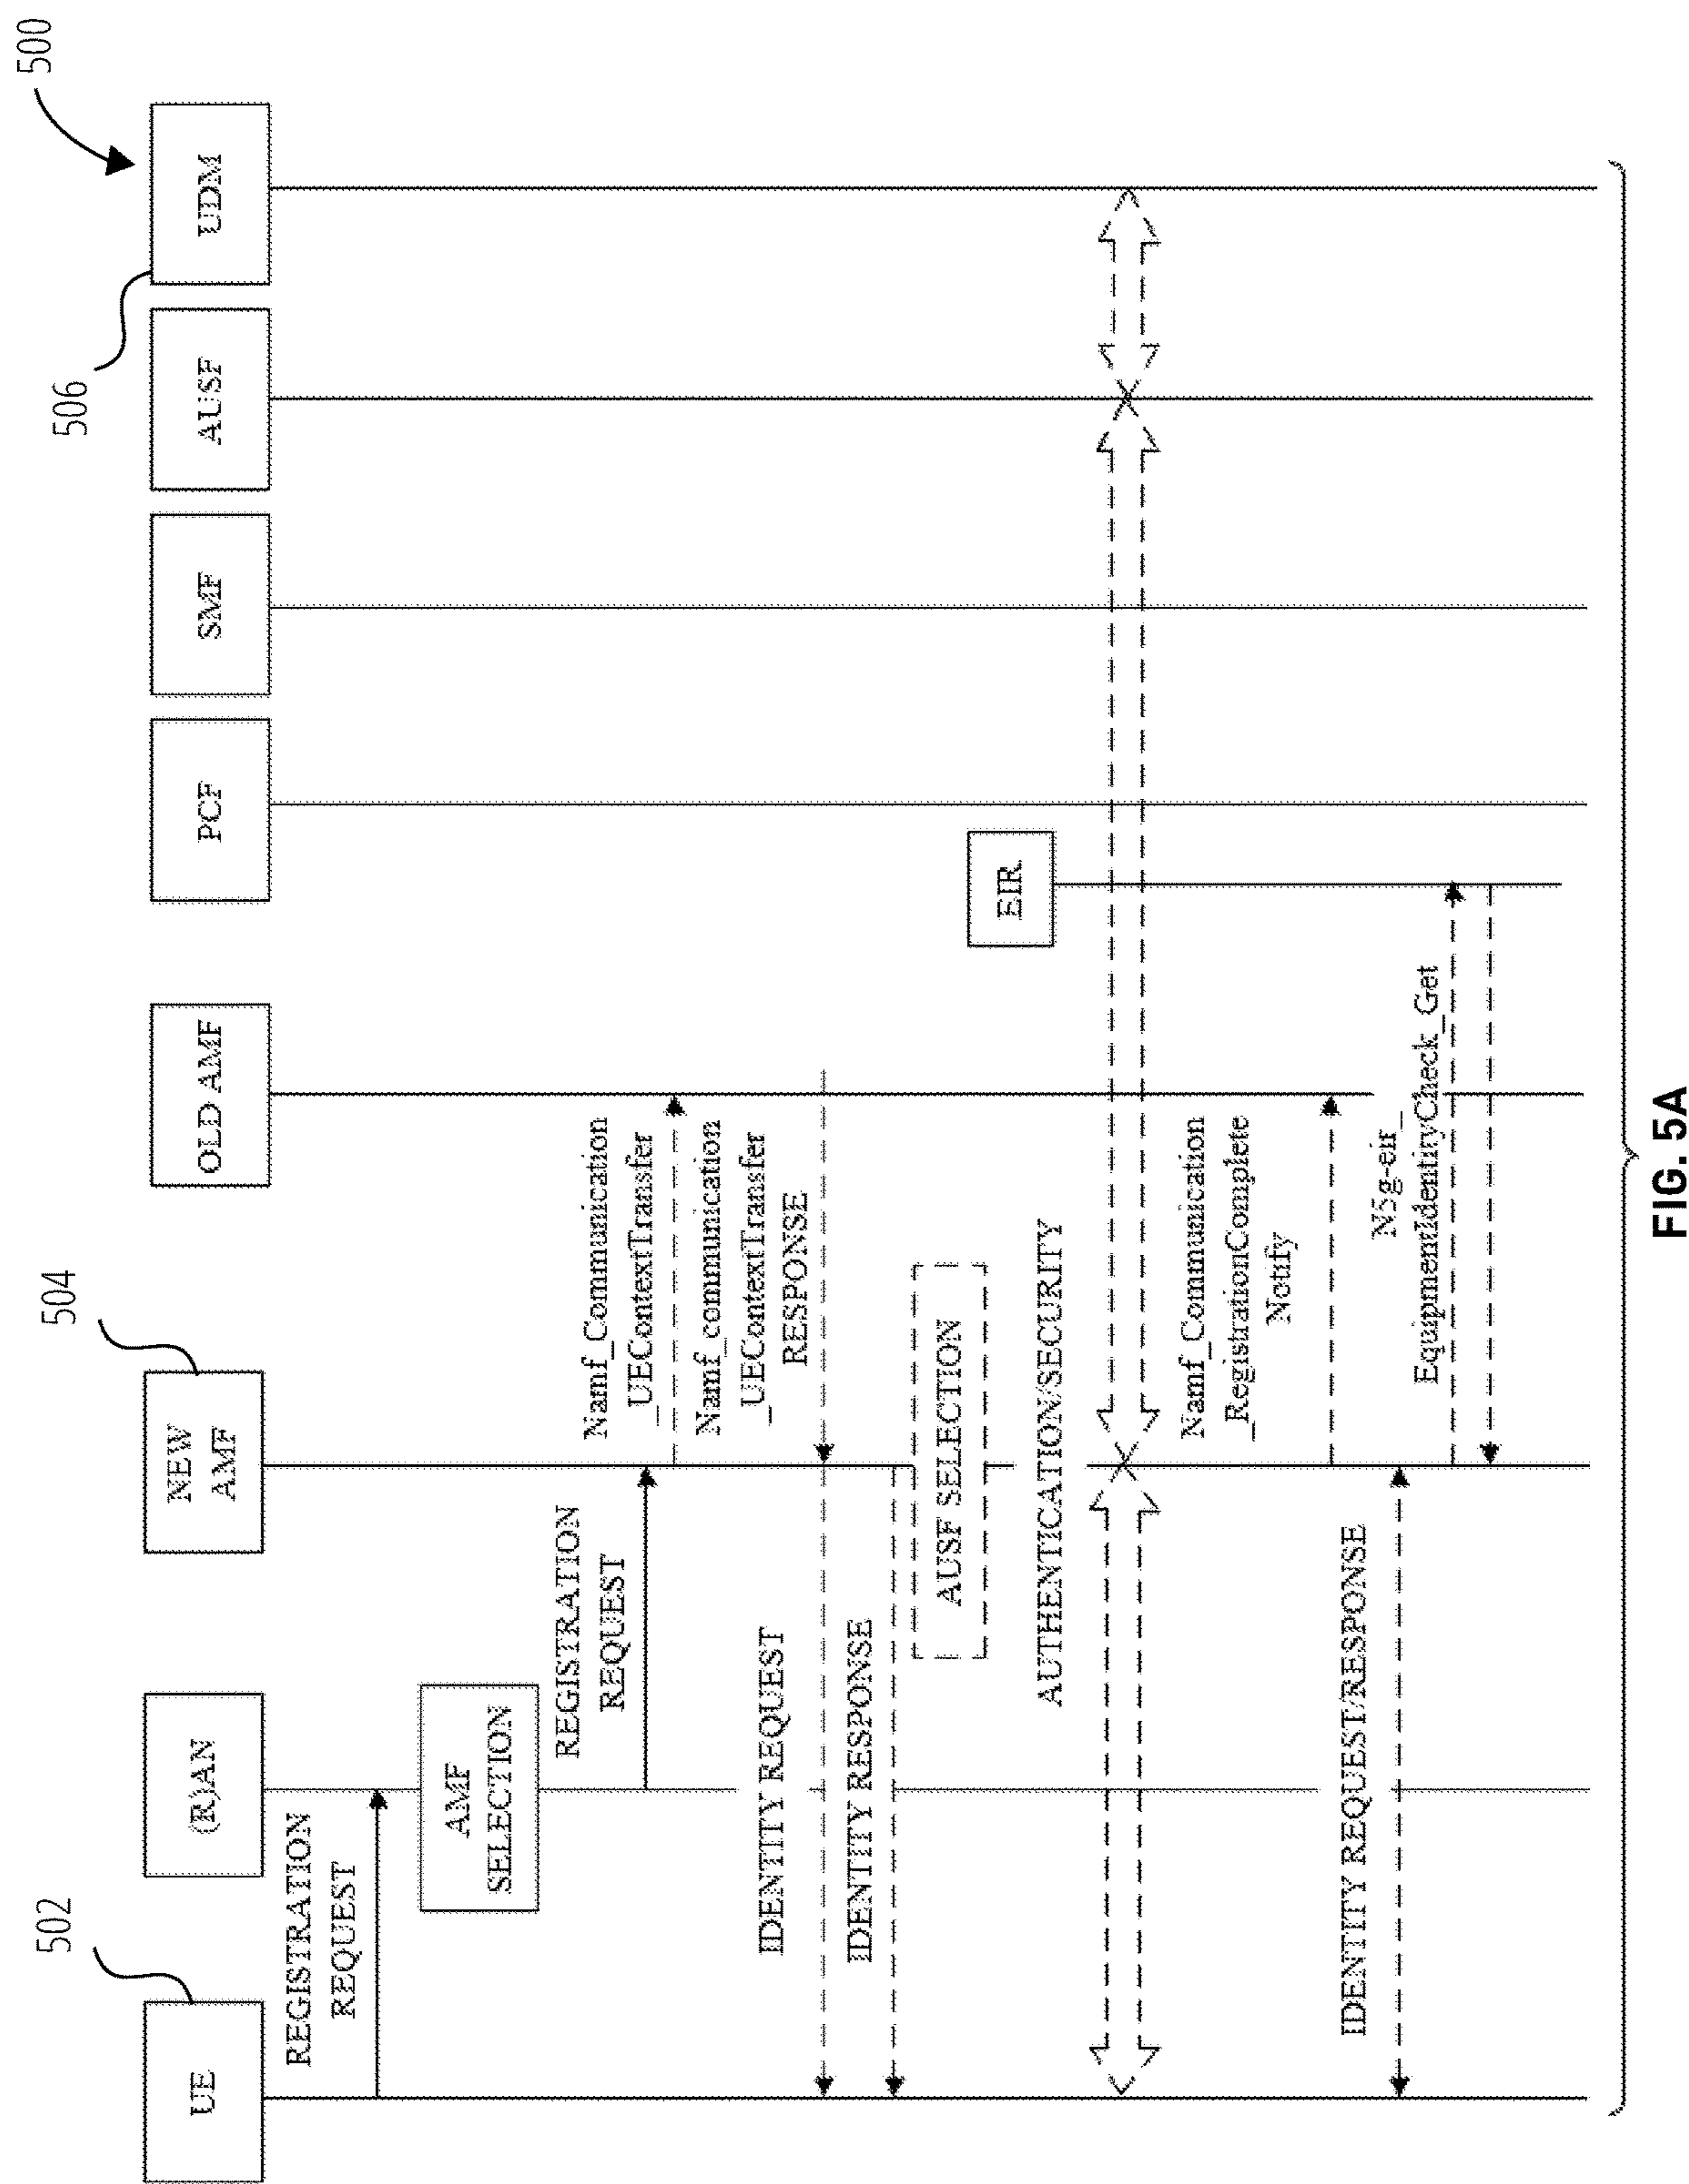 500
502
504
506
UE
(R)AN
NEW
AMF
OLD AMF
PCF
SMF
AUSF
UDM
REGISTRATION
REQUEST
AMF
SELECTION
REGISTRATION
REQUEST
Namf_Communication
_UEContextTransfer
Namf_communication
_UEContextTransfer
RESPONSE
IDENTITY REQUEST
IDENTITY RESPONSE
AUSF SELECTION
EIR
AUTHENTICATION/SECURITY
Namf_Communication
_RegistrationComplete
Notify
IDENTITY REQUEST/RESPONSE
N5g-eir_
EquipmentIdentityCheck_Get
FIG. 5A